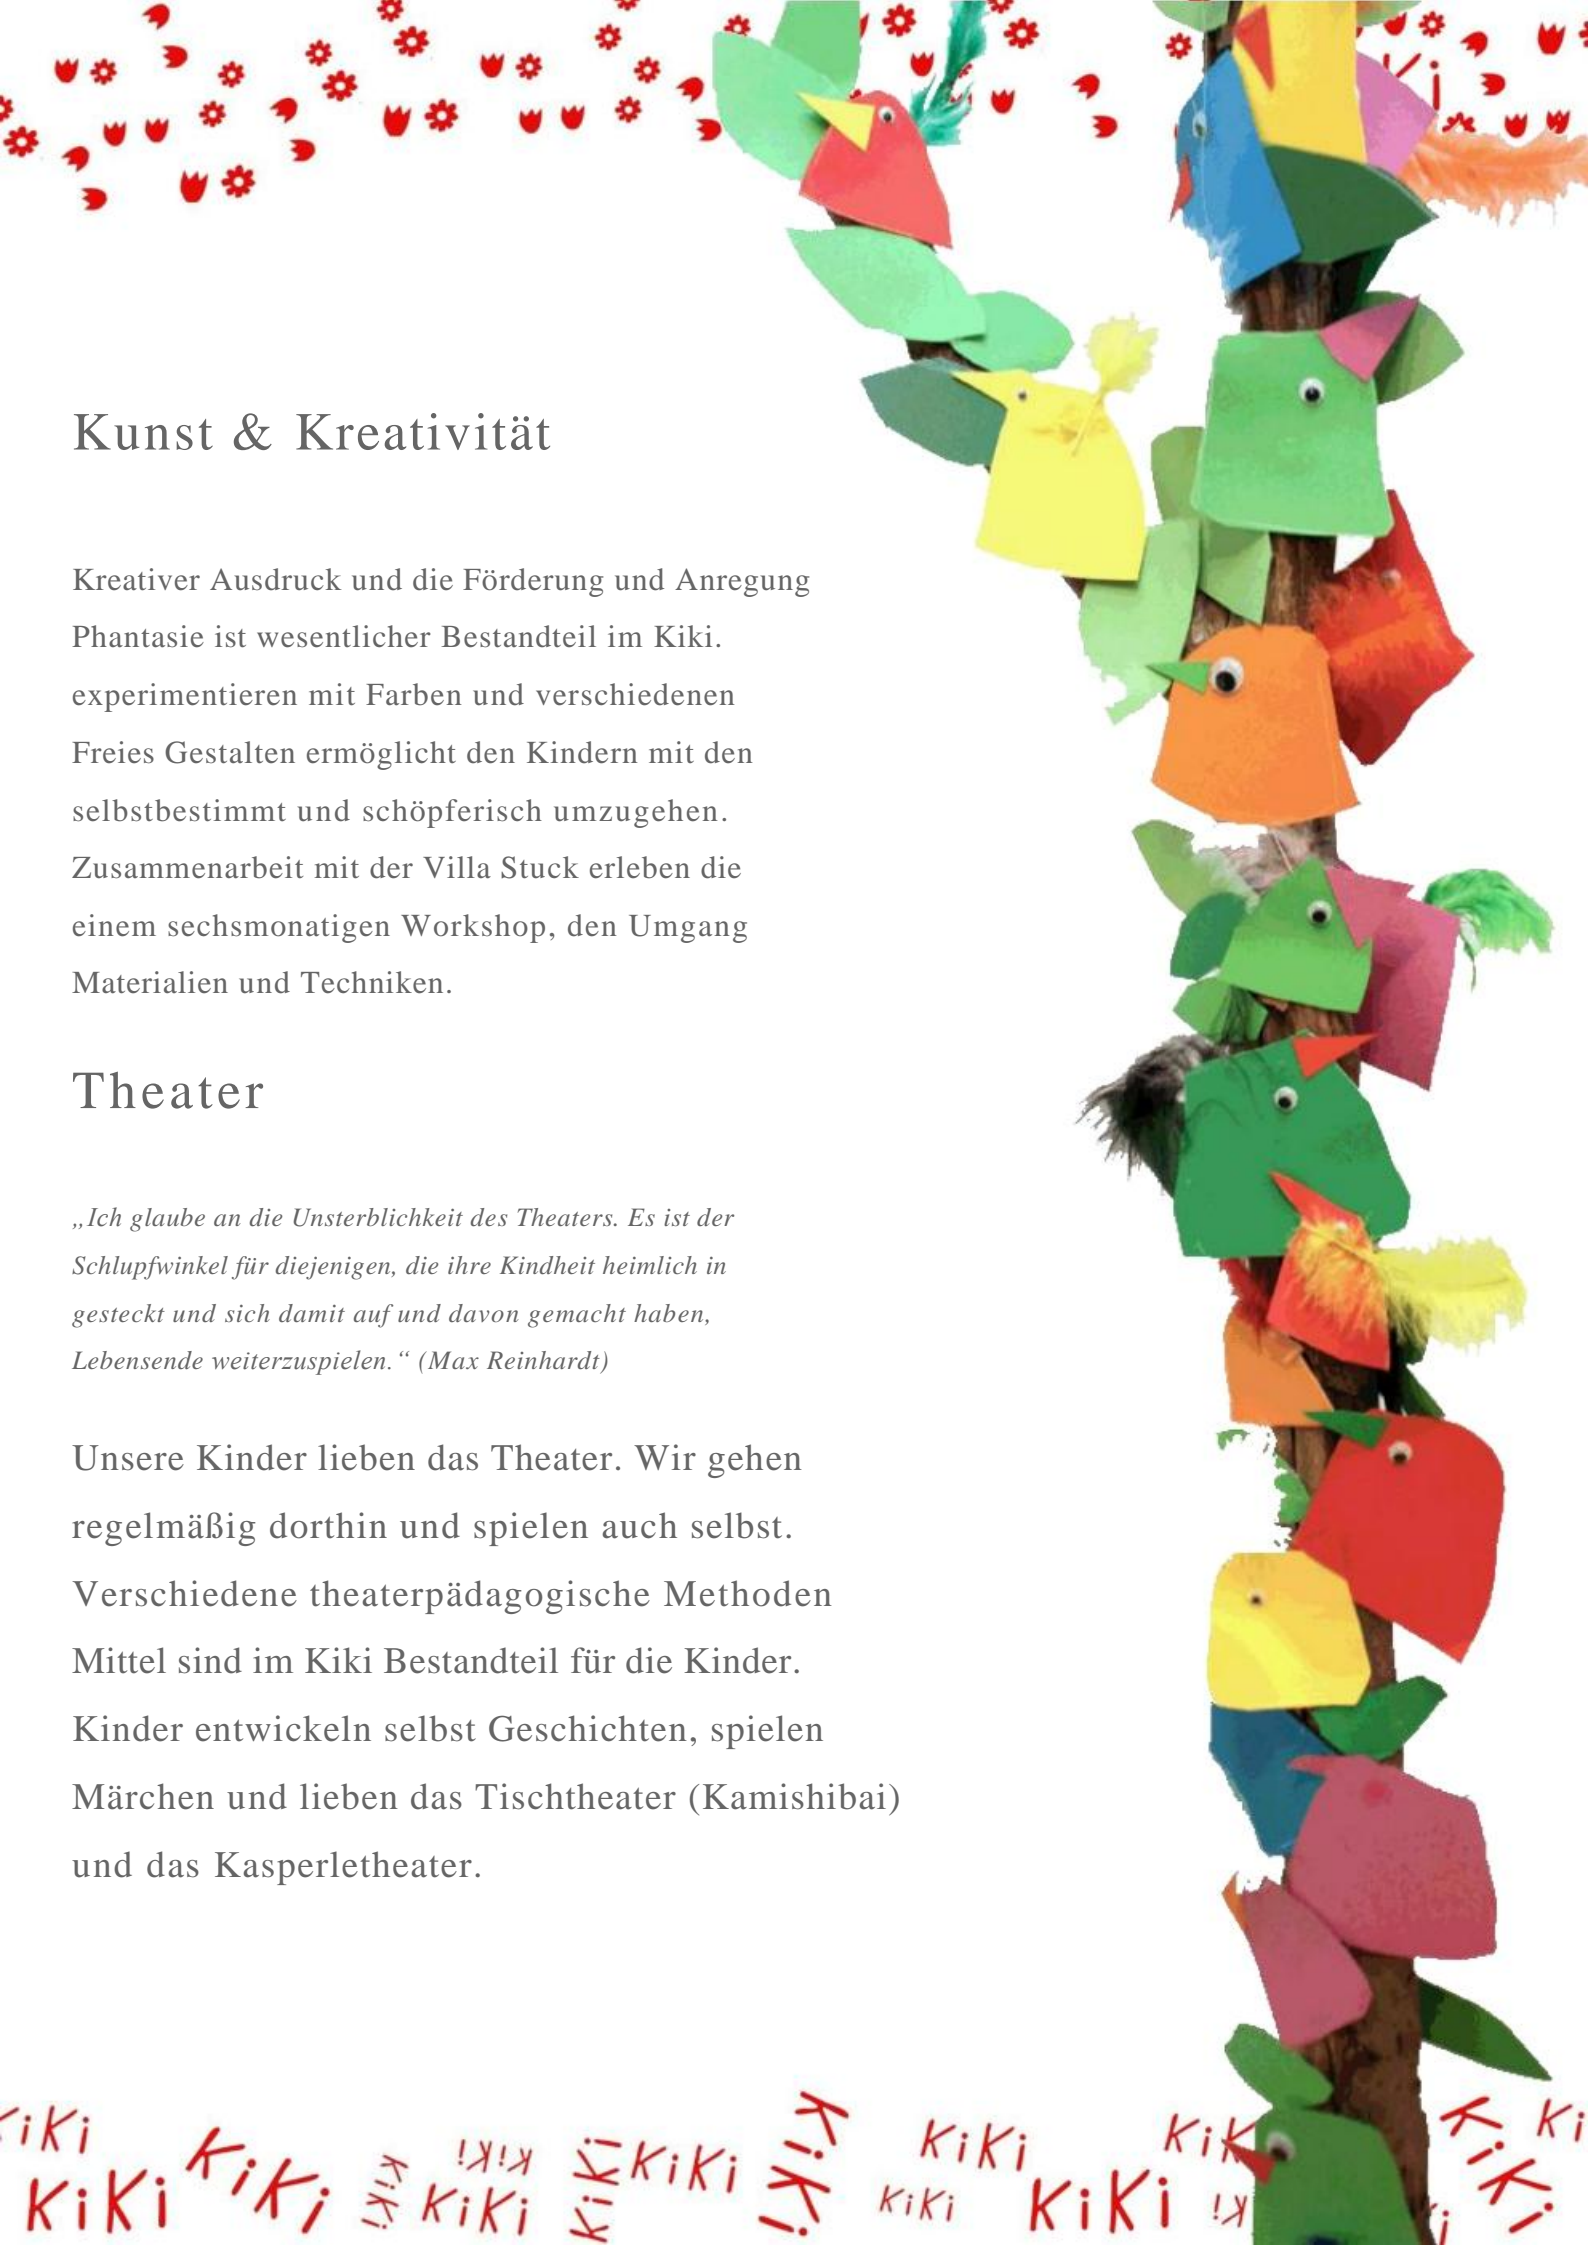 Kunst & Kreativität
Kreativer Ausdruck und die Förderung und Anregung
Phantasie ist wesentlicher Bestandteil im Kiki.
experimentieren mit Farben und verschiedenen
Freies Gestalten ermöglicht den Kindern mit den
selbstbestimmt und schöpferisch umzugehen.
Zusammenarbeit mit der Villa Stuck erleben die
einem sechsmonatigen Workshop, den Umgang
Materialien und Techniken.
Theater
„Ich glaube an die Unsterblichkeit des Theaters. Es ist der
Schlupfwinkel für diejenigen, die ihre Kindheit heimlich in
gesteckt und sich damit auf und davon gemacht haben,
Lebensende weiterzuspielen.“ (Max Reinhardt)
Unsere Kinder lieben das Theater. Wir gehen
regelmäßig dorthin und spielen auch selbst.
Verschiedene theaterpädagogische Methoden
Mittel sind im Kiki Bestandteil für die Kinder.
Kinder entwickeln selbst Geschichten, spielen
Märchen und lieben das Tischtheater (Kamishibai)
und das Kasperletheater.
KiKi
KiKi
KiKi
KiKi
KiKi
KiKi
KiKi
KiKi
KiKi
KiKi
KiKi
KiKi
KiKi